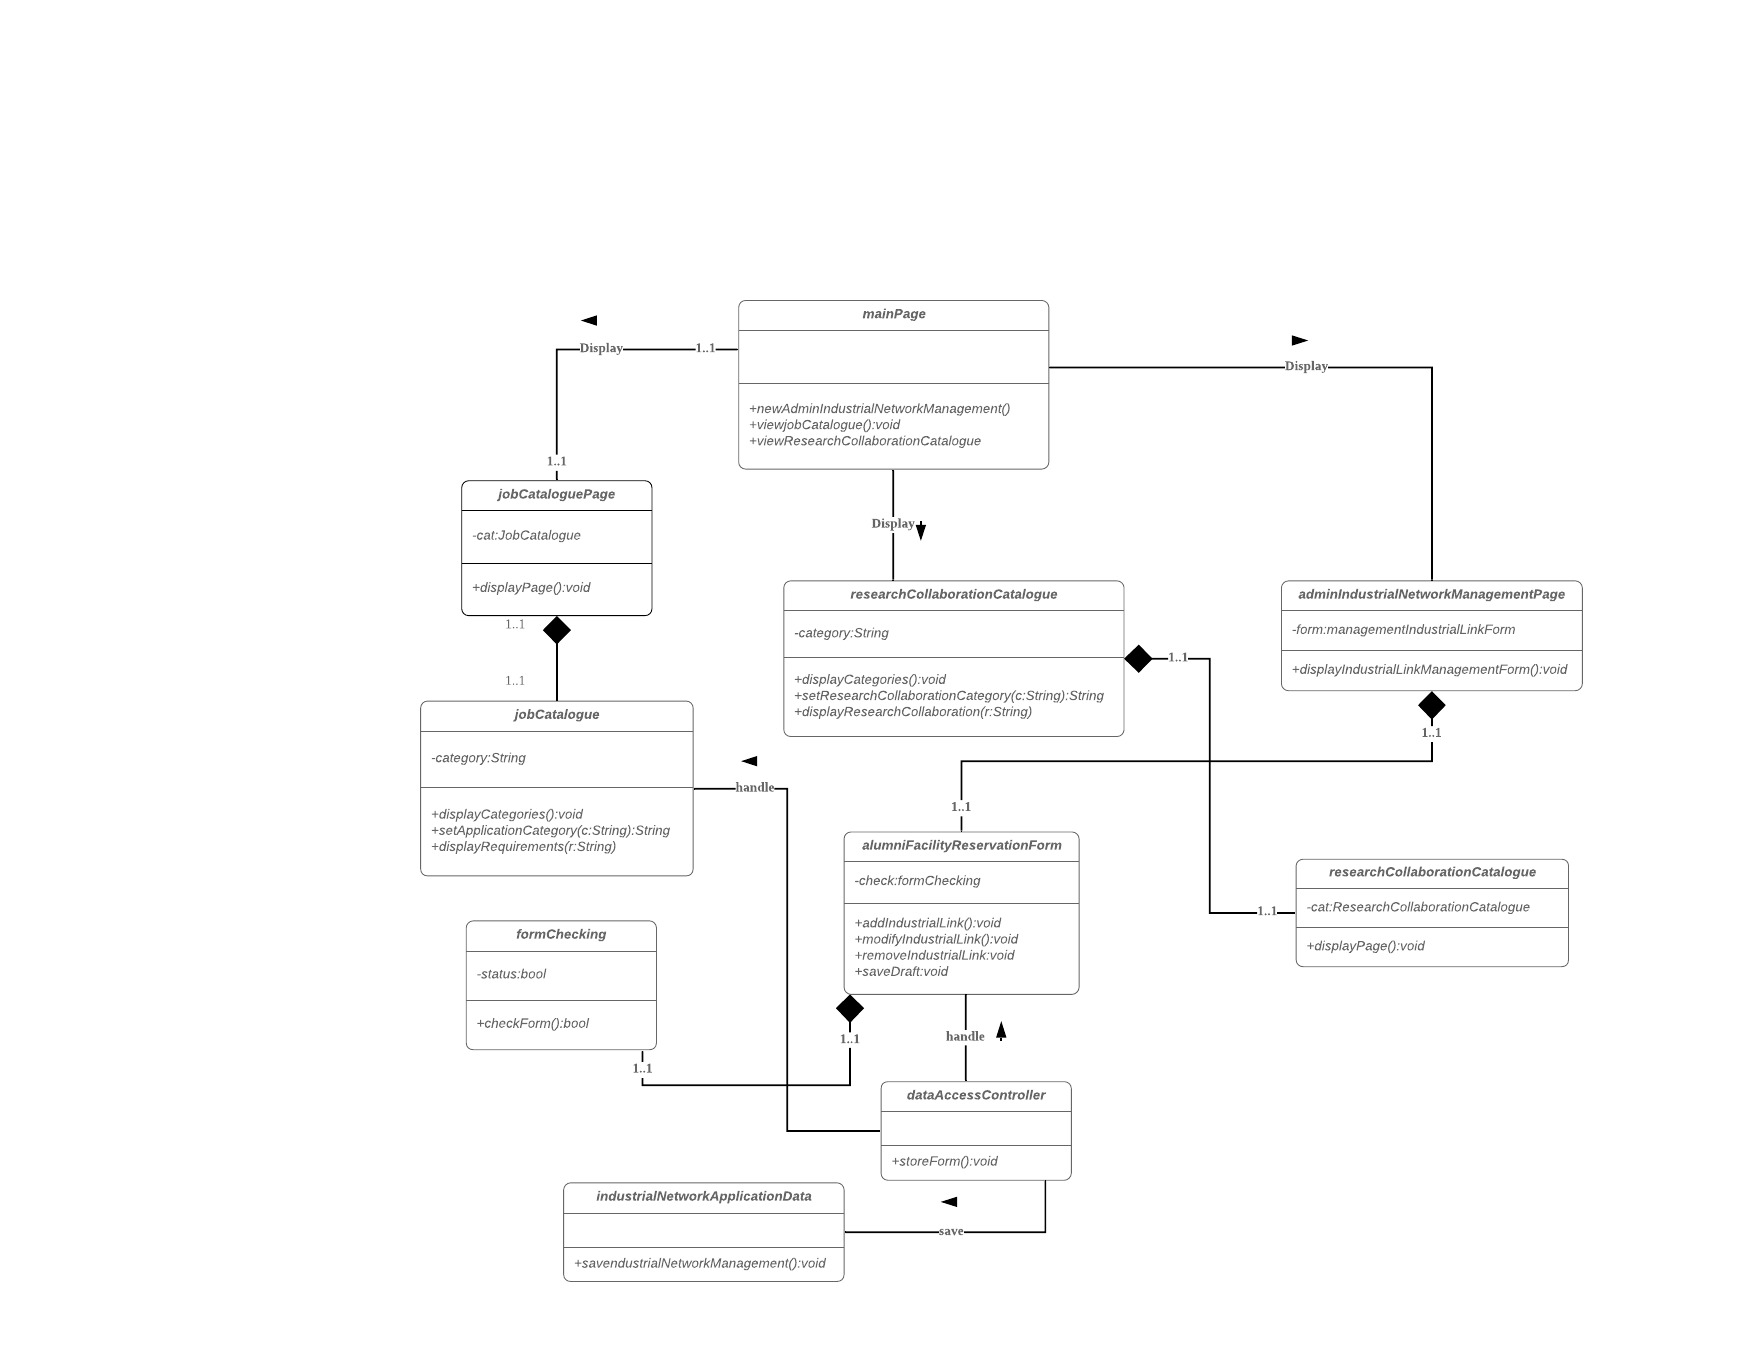 mainPage
+newAdminIndustrialNetworkManagement()
+viewjobCatalogue():void
+viewResearchCollaborationCatalogue
Display
1..1
Display
1..1
jobCataloguePage
-cat:JobCatalogue
+displayPage():void
1..1
1..1
Display
researchCollaborationCatalogue
-category:String
+displayCategories():void
+setResearchCollaborationCategory(c:String):String
+displayResearchCollaboration(r:String)
1..1
adminIndustrialNetworkManagementPage
-form:managementIndustrialLinkForm
+displayIndustrialLinkManagementForm():void
1..1
jobCatalogue
-category:String
+displayCategories():void
+setApplicationCategory(c:String):String
+displayRequirements(r:String)
handle
1..1
alumniFacilityReservationForm
-check:formChecking
+addIndustrialLink():void
+modifyIndustrialLink():void
+removeIndustrialLink:void
+saveDraft:void
1..1
researchCollaborationCatalogue
-cat:ResearchCollaborationCatalogue
+displayPage():void
formChecking
-status:bool
+checkForm():bool
1..1
1..1
handle
dataAccessController
+storeForm():void
industrialNetworkApplicationData
+savendustrialNetworkManagement():void
save